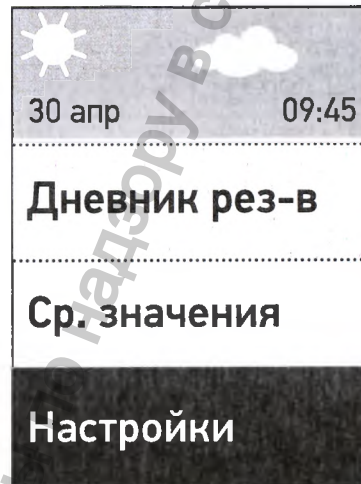 30 апр 09:45
Дневник рез-в
Ср. значения
Настройки